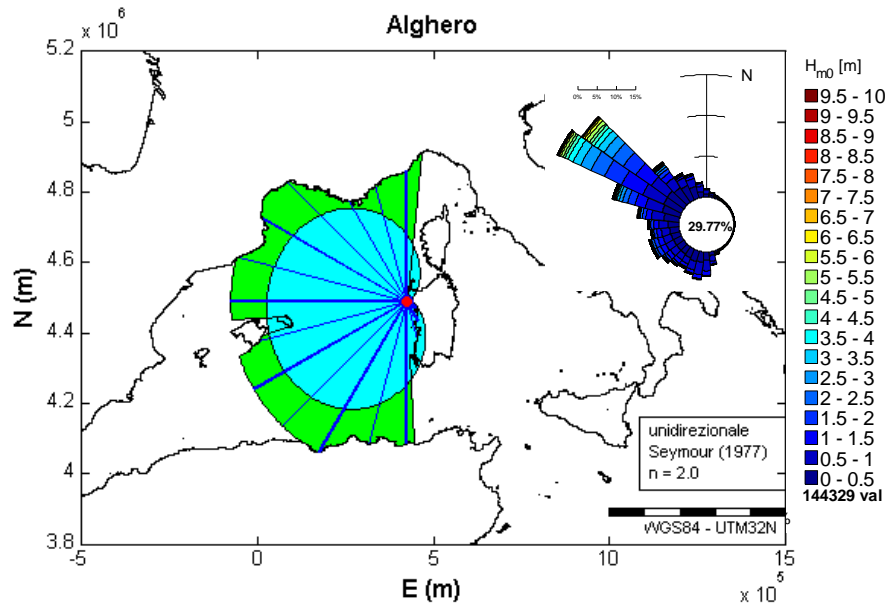 Alghero
x 10^6
5.2
5
4.8
4.6
4.4
4.2
4
3.8
N (m)
-5
0
5
10
15
x 10^5
E (m)
0%
5%
10%
15%
N
29.77%
unidirezionale
Seymour (1977)
n = 2.0
WGS84 - UTM32N
H_m0 [m]
9.5 - 10
9 - 9.5
8.5 - 9
8 - 8.5
7.5 - 8
7 - 7.5
6.5 - 7
6 - 6.5
5.5 - 6
5 - 5.5
4.5 - 5
4 - 4.5
3.5 - 4
3 - 3.5
2.5 - 3
2 - 2.5
1.5 - 2
1 - 1.5
0.5 - 1
0 - 0.5
144329 val